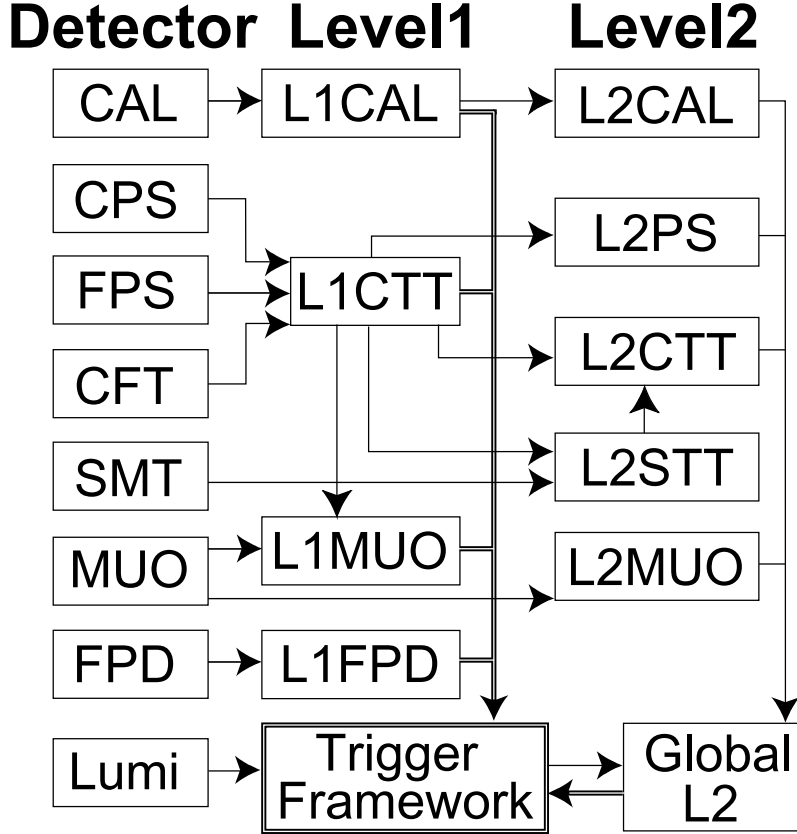 Detector Level1 Level2
CAL L1CAL L2CAL
CPS
L2PS
FPS L1CTT
CFT L2CTT
SMT L2STT
MUO L1MUO L2MUO
FPD L1FPD
Lumi Trigger Global
Framework L2